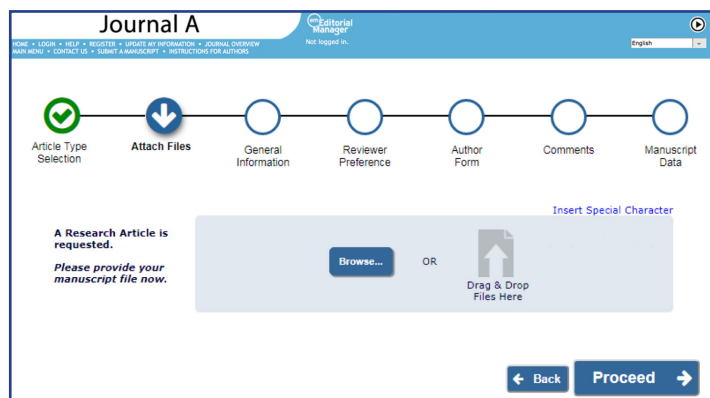 Journal A
em Editorial
Manager
HOME • LOGIN • HELP • REGISTER • UPDATE MY INFORMATION • JOURNAL OVERVIEW
MAIN MENU • CONTACT US • SUBMIT A MANUSCRIPT • INSTRUCTIONS FOR AUTHORS
Not logged in.
English
Article Type
Selection
Attach Files
General
Information
Reviewer
Preference
Author
Form
Comments
Manuscript
Data
Insert Special Character
A Research Article is
requested.
Please provide your
manuscript file now.
Browse...
OR
Drag & Drop
Files Here
Back
Proceed